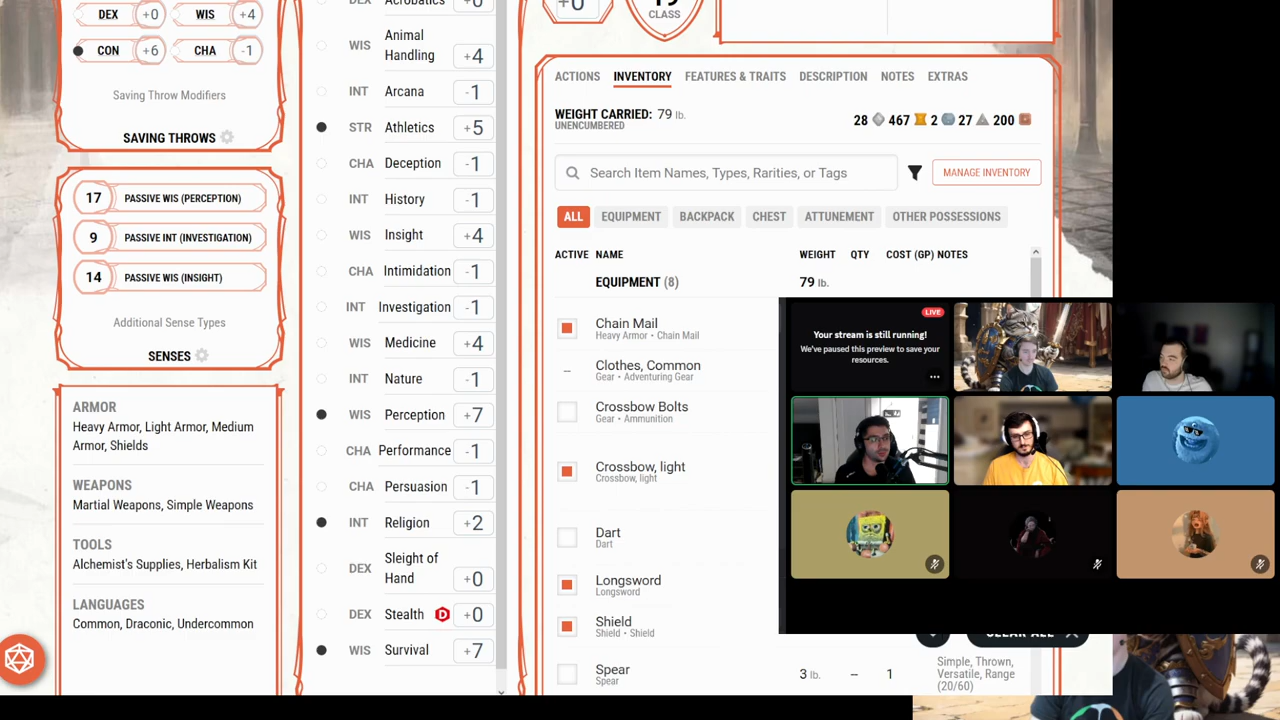 DEX +0 WIS +4
CON +6 CHA -1
Saving Throw Modifiers
SAVING THROWS
17 PASSIVE WIS (PERCEPTION)
9 PASSIVE INT (INVESTIGATION)
14 PASSIVE WIS (INSIGHT)
Additional Sense Types
SENSES
ARMOR
Heavy Armor, Light Armor, Medium
Armor, Shields
WEAPONS
Martial Weapons, Simple Weapons
TOOLS
Alchemist's Supplies, Herbalism Kit
LANGUAGES
Common, Draconic, Undercommon
DEX Acrobatics +0
WIS Animal
Handling +4
INT Arcana -1
STR Athletics +5
CHA Deception -1
INT History -1
WIS Insight +4
CHA Intimidation -1
INT Investigation -1
WIS Medicine +4
INT Nature -1
WIS Perception +7
CHA Performance -1
CHA Persuasion -1
INT Religion +2
DEX Sleight of
Hand +0
DEX Stealth D +0
WIS Survival +7
+0
19
CLASS
ACTIONS INVENTORY FEATURES & TRAITS DESCRIPTION NOTES EXTRAS
WEIGHT CARRIED: 79 lb.
UNENCUMBERED
28 467 2 27 200
Search Item Names, Types, Rarities, or Tags
MANAGE INVENTORY
ALL EQUIPMENT BACKPACK CHEST ATTUNEMENT OTHER POSSESSIONS
ACTIVE NAME WEIGHT QTY COST (GP) NOTES
EQUIPMENT (8) 79 lb.
Chain Mail
Heavy Armor • Chain Mail
-- Clothes, Common
Gear • Adventuring Gear
Crossbow Bolts
Gear • Ammunition
Crossbow, light
Crossbow, light
Dart
Dart
Longsword
Longsword
Shield
Shield • Shield
Spear
Spear
3 lb. -- 1
Simple, Thrown,
Versatile, Range
(20/60)
LIVE
Your stream is still running!
We've paused this preview to save your
resources.
CLEAR ALL